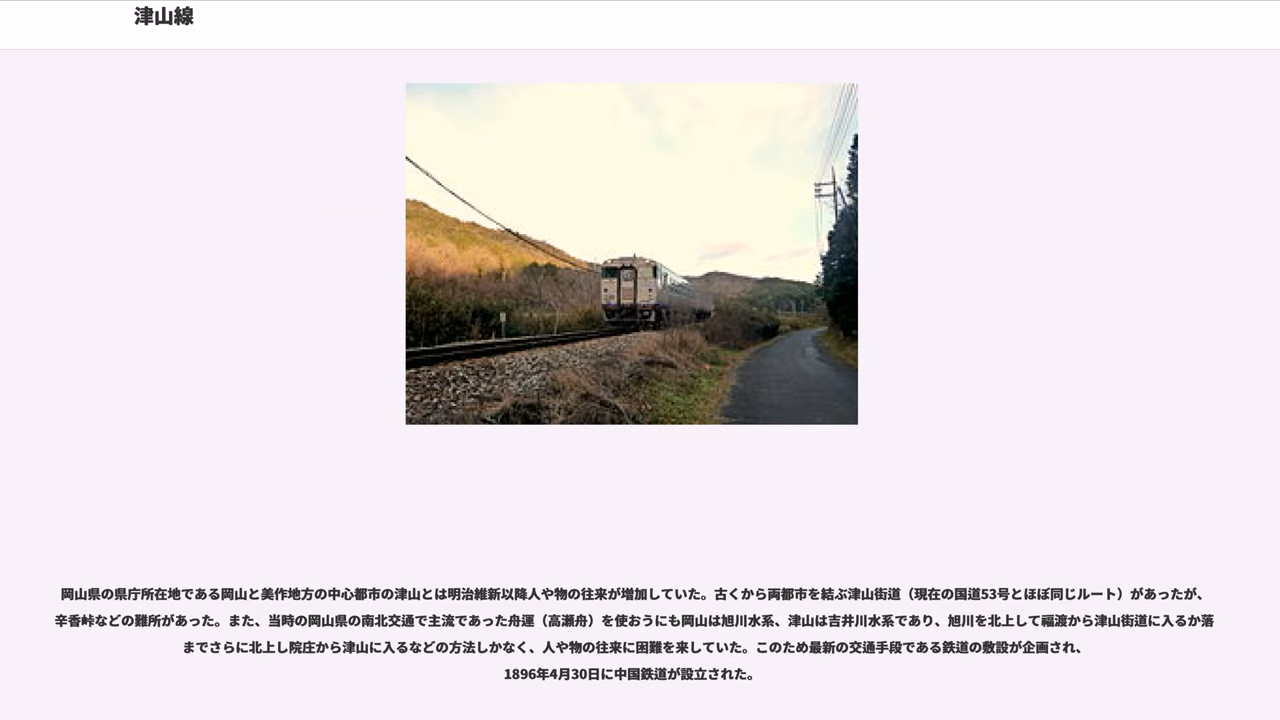 津山線
岡山県の県庁所在地である岡山と美作地方の中心都市の津山とは明治維新以降人や物の往来が増加していた。古くから両都市を結ぶ津山街道（現在の国道53号とほぼ同じルート）があったが、
辛香峠などの難所があった。また、当時の岡山県の南北交通で主流であった舟運（高瀬舟）を使おうにも岡山は旭川水系、津山は吉井川水系であり、旭川を北上して福渡から津山街道に入るか落
までさらに北上し院庄から津山に入るなどの方法しかなく、人や物の往来に困難を来していた。このため最新の交通手段である鉄道の敷設が企画され、
1896年4月30日に中国鉄道が設立された。